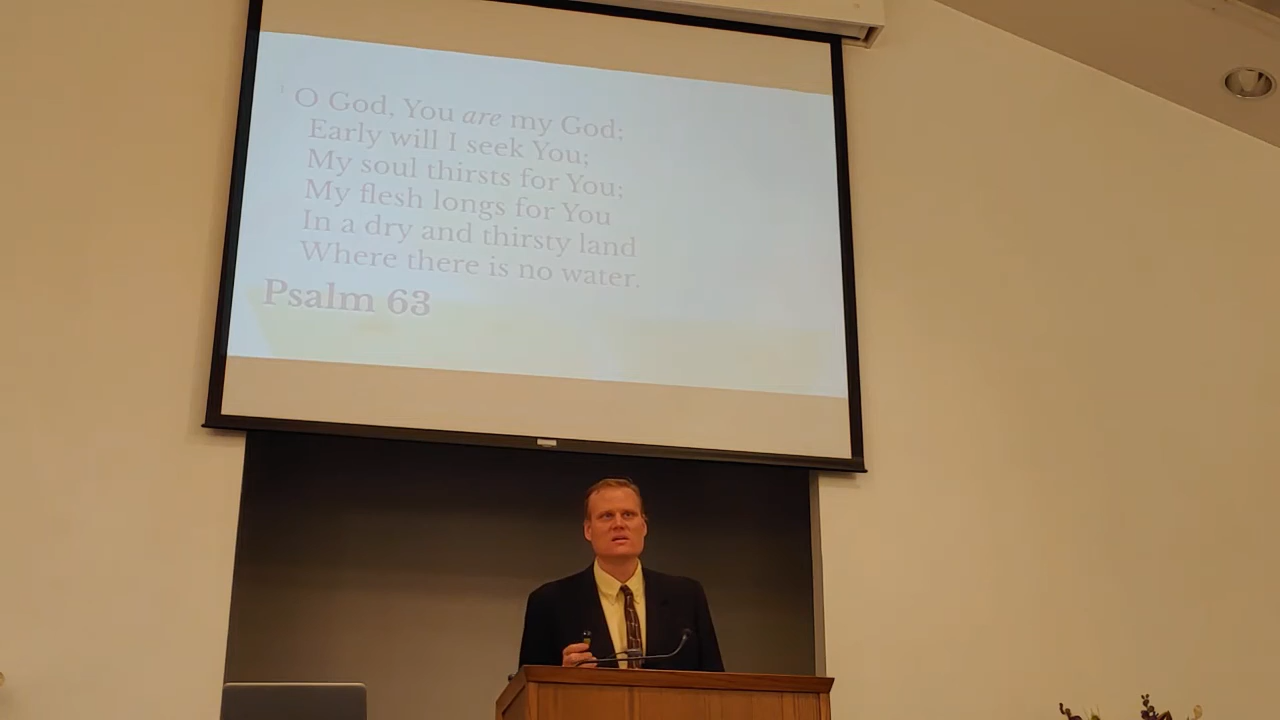 1 O God, You are my God;
Early will I seek You;
My soul thirsts for You;
My flesh longs for You
In a dry and thirsty land
Where there is no water.
Psalm 63